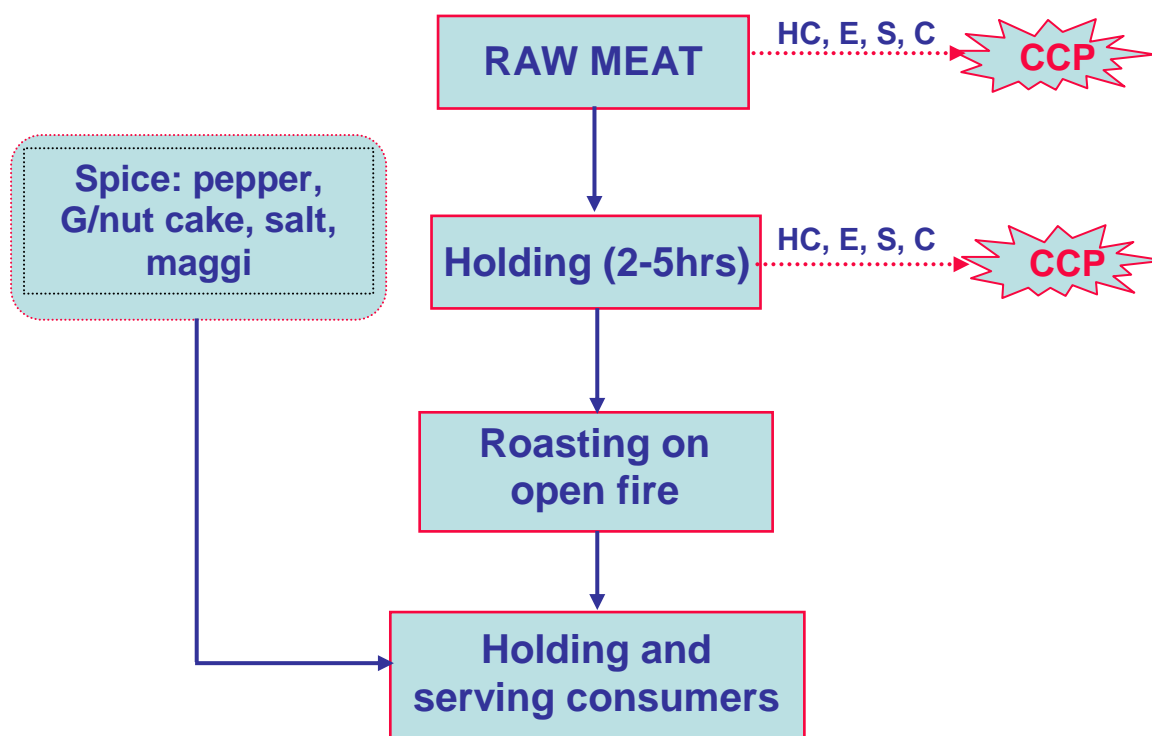 RAW MEAT
HC, E, S, C
CCP
Spice: pepper,
G/nut cake, salt,
maggi
Holding (2-5hrs)
HC, E, S, C
CCP
Roasting on
open fire
Holding and
serving consumers